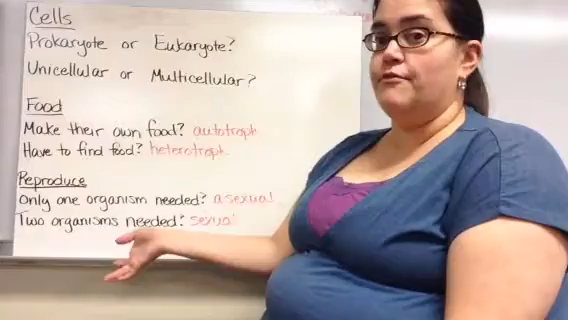 Cells
Prokaryote or Eukaryote?
Unicellular or Multicellular?
Food
Make their own food? autotroph
Have to find food? heterotroph
Reproduce
Only one organism needed? asexual
Two organisms needed? sexual